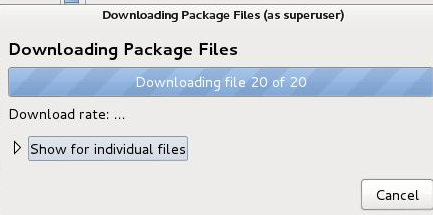 Downloading Package Files (as superuser)
Downloading Package Files
Downloading file 20 of 20
Download rate: ...
Show for individual files
Cancel